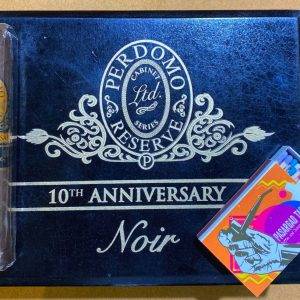 PERDOMO
CABINET
Ltd.
SERIES
RESERVE
P
10TH ANNIVERSARY
Noir